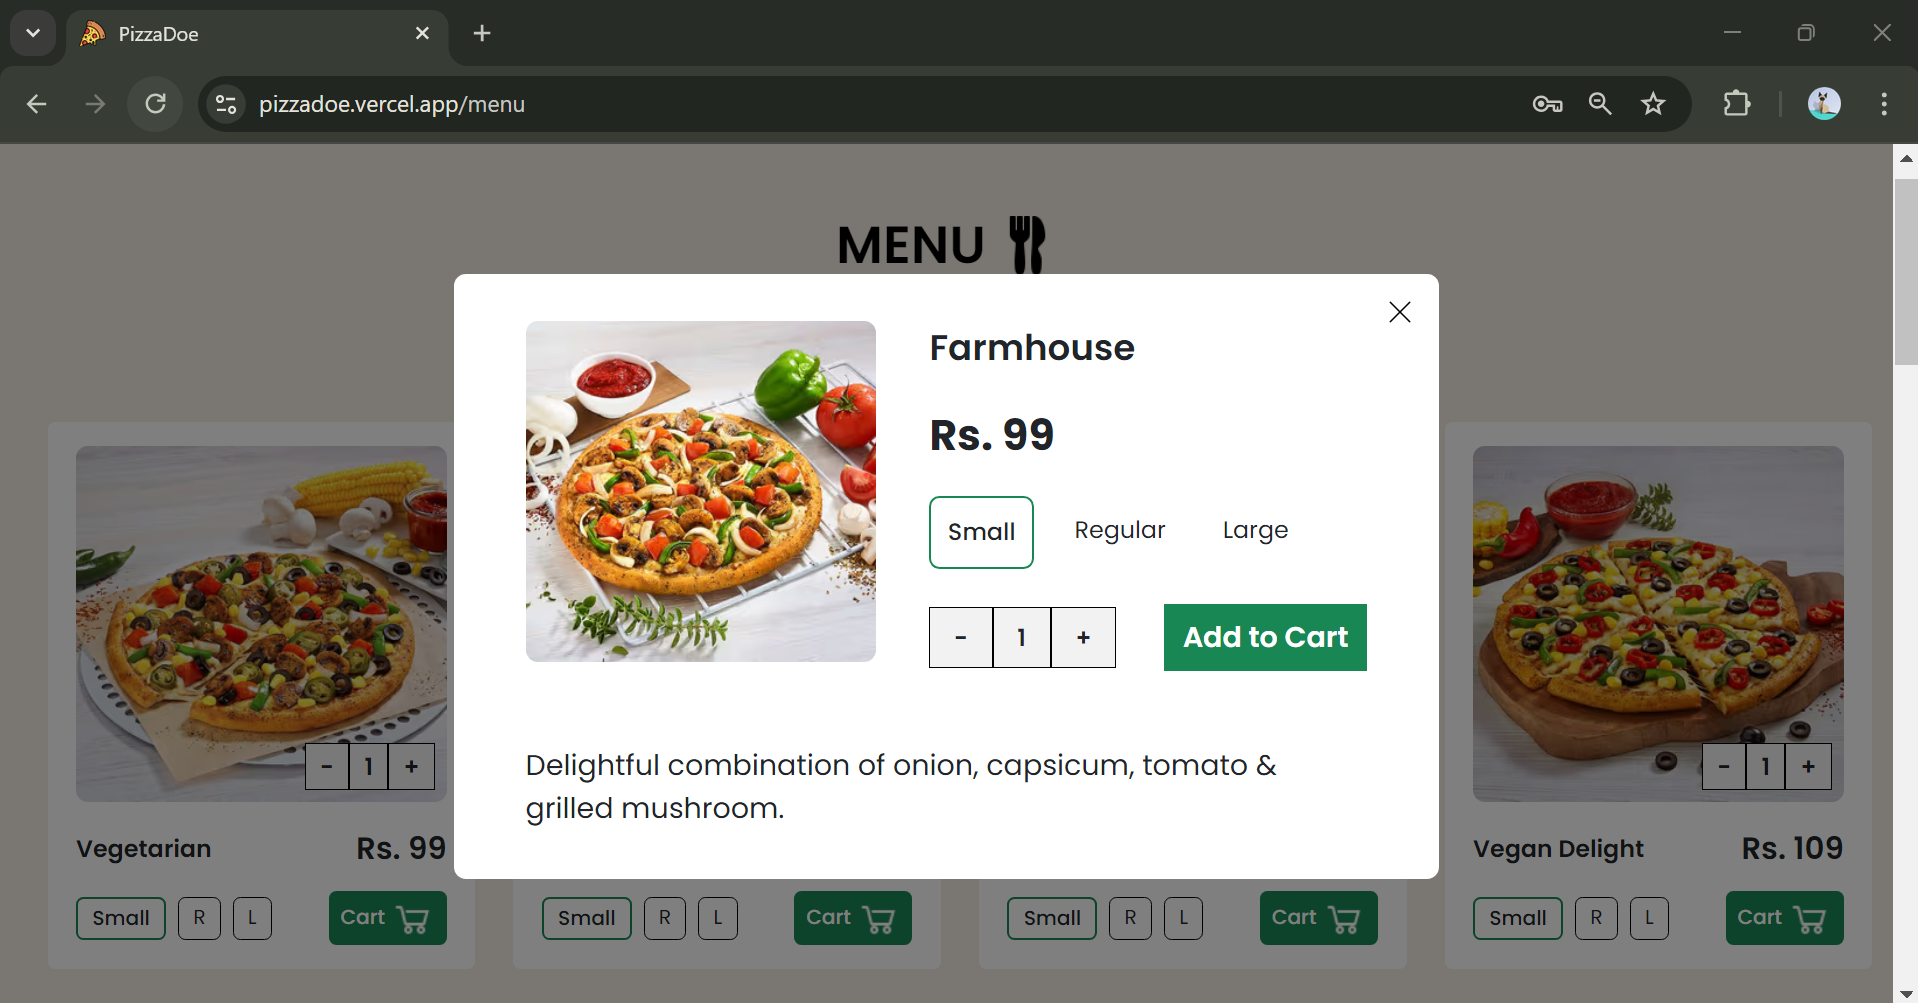 PizzaDoe
pizzadoe.vercel.app/menu
MENU
Farmhouse
Rs. 99
Small Regular Large
- 1 +
Add to Cart
Delightful combination of onion, capsicum, tomato &
grilled mushroom.
- 1 +
Vegetarian Rs. 99
Small R L Cart
Small R L Cart
Small R L Cart
- 1 +
Vegan Delight Rs. 109
Small R L Cart